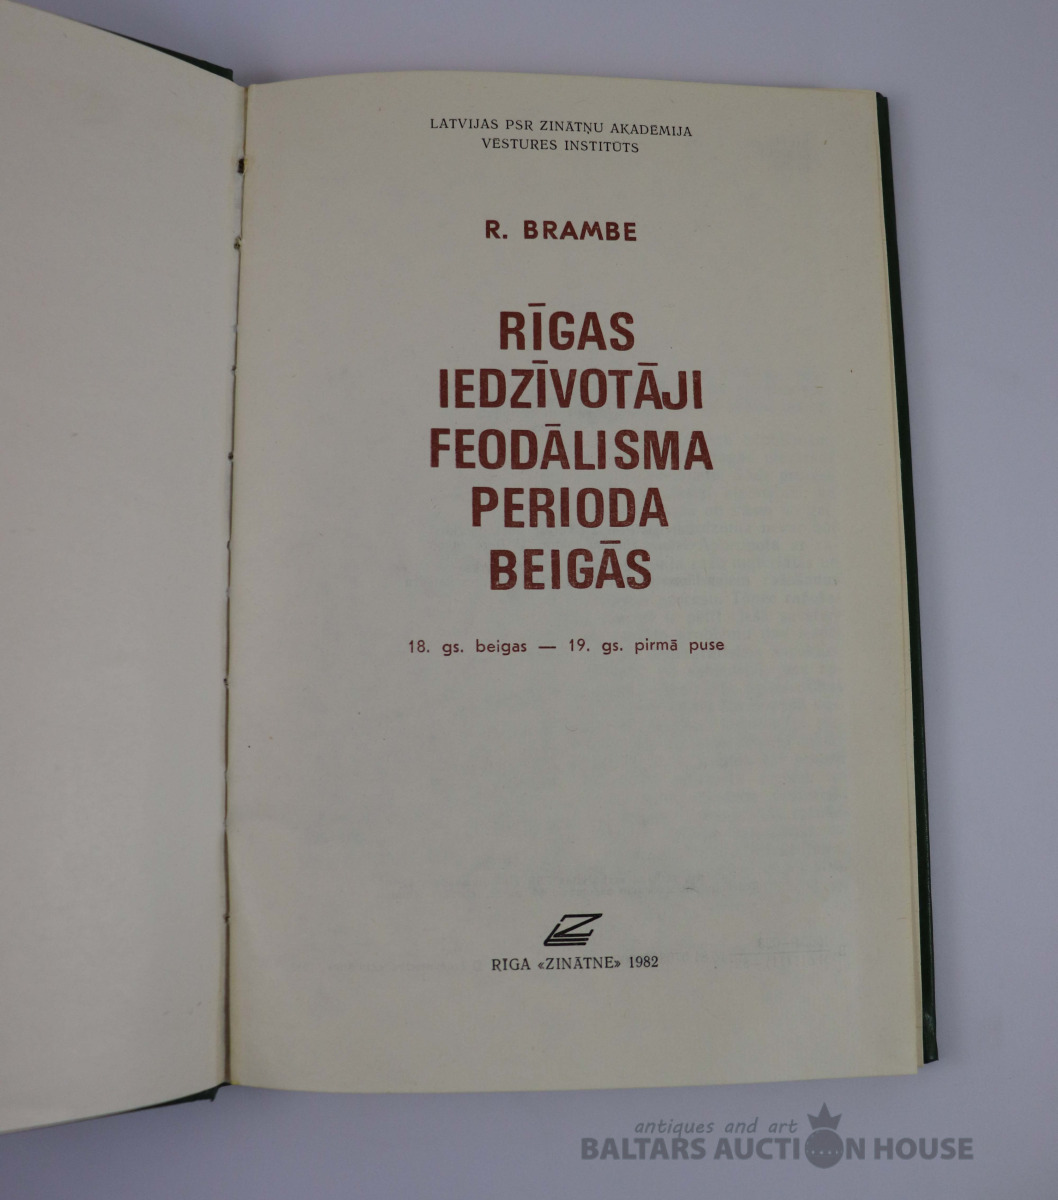 LATVIJAS PSR ZINĀTŅU AKADĒMIJA
VĒSTURES INSTITŪTS
R. BRAMBE
RĪGAS
IEDZĪVOTĀJI
FEODĀLISMA
PERIODA
BEIGĀS
18. gs. beigas — 19. gs. pirmā puse
RĪGA «ZINĀTNE» 1982
antiques and art
BALTARS AUCTION HOUSE